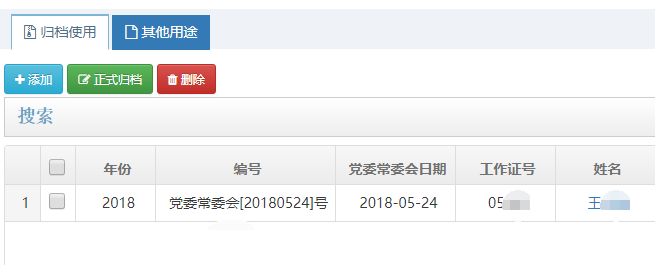 归档使用 其他用途
添加 正式归档 删除
搜索
年份 编号 党委常委会日期 工作证号 姓名
1 2018 党委常委会[20180524]号 2018-05-24 05 王